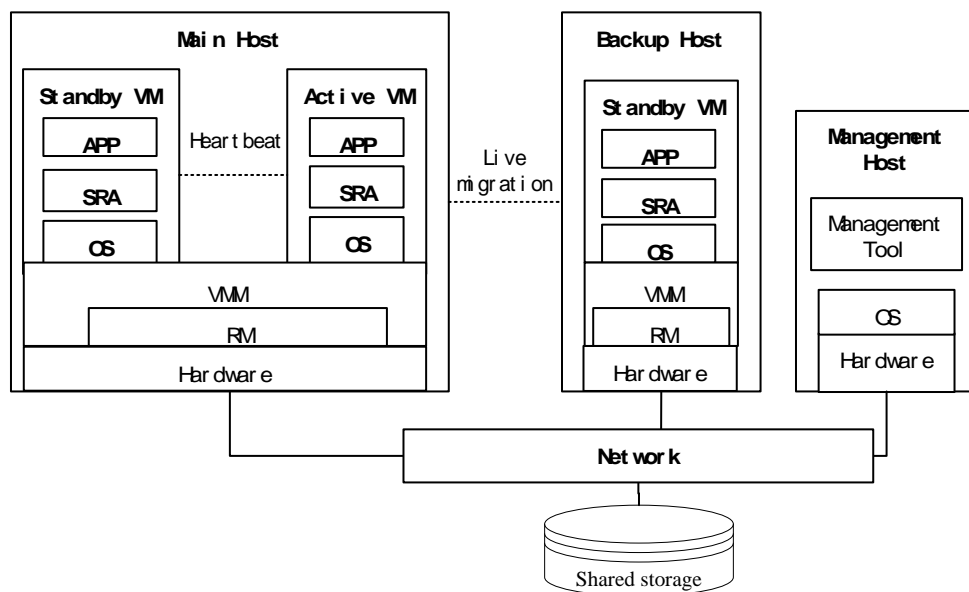 Main Host
Standby VM
APP
SRA
OS
Heartbeat
Active VM
APP
SRA
OS
VMM
RM
Hardware
Live
migration
Backup Host
Standby VM
APP
SRA
OS
VMM
RM
Hardware
Management
Host
Management
Tool
OS
Hardware
Network
Shared storage